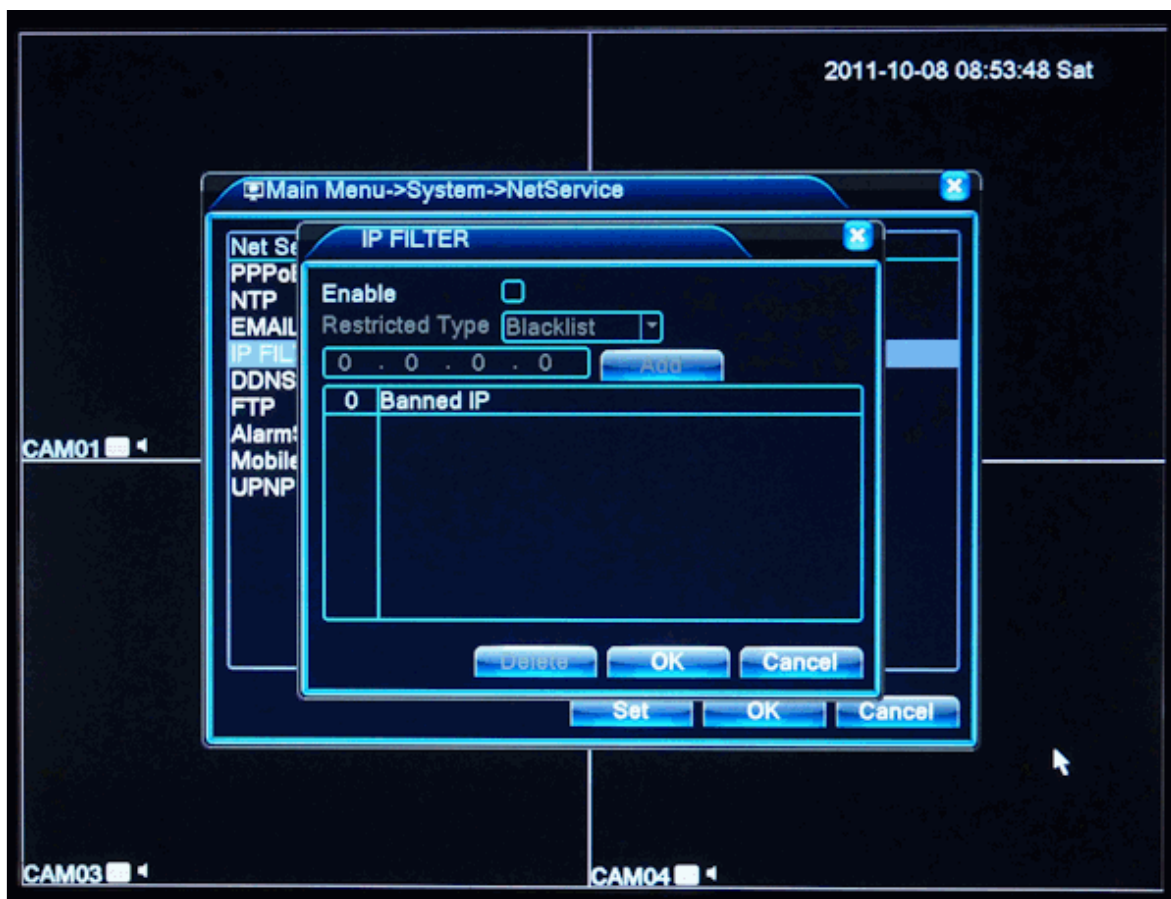 2011-10-08 08:53:48 Sat
Main Menu->System->NetService
IP FILTER
Net Se
PPPoE
NTP
EMAIL
IP FIL
DDNS
FTP
Alarm
Mobile
UPNP
Enable
Restricted Type Blacklist
0 . 0 . 0 . 0 Add
0 Banned IP
Delete OK Cancel
Set OK Cancel
CAM01
CAM03
CAM04